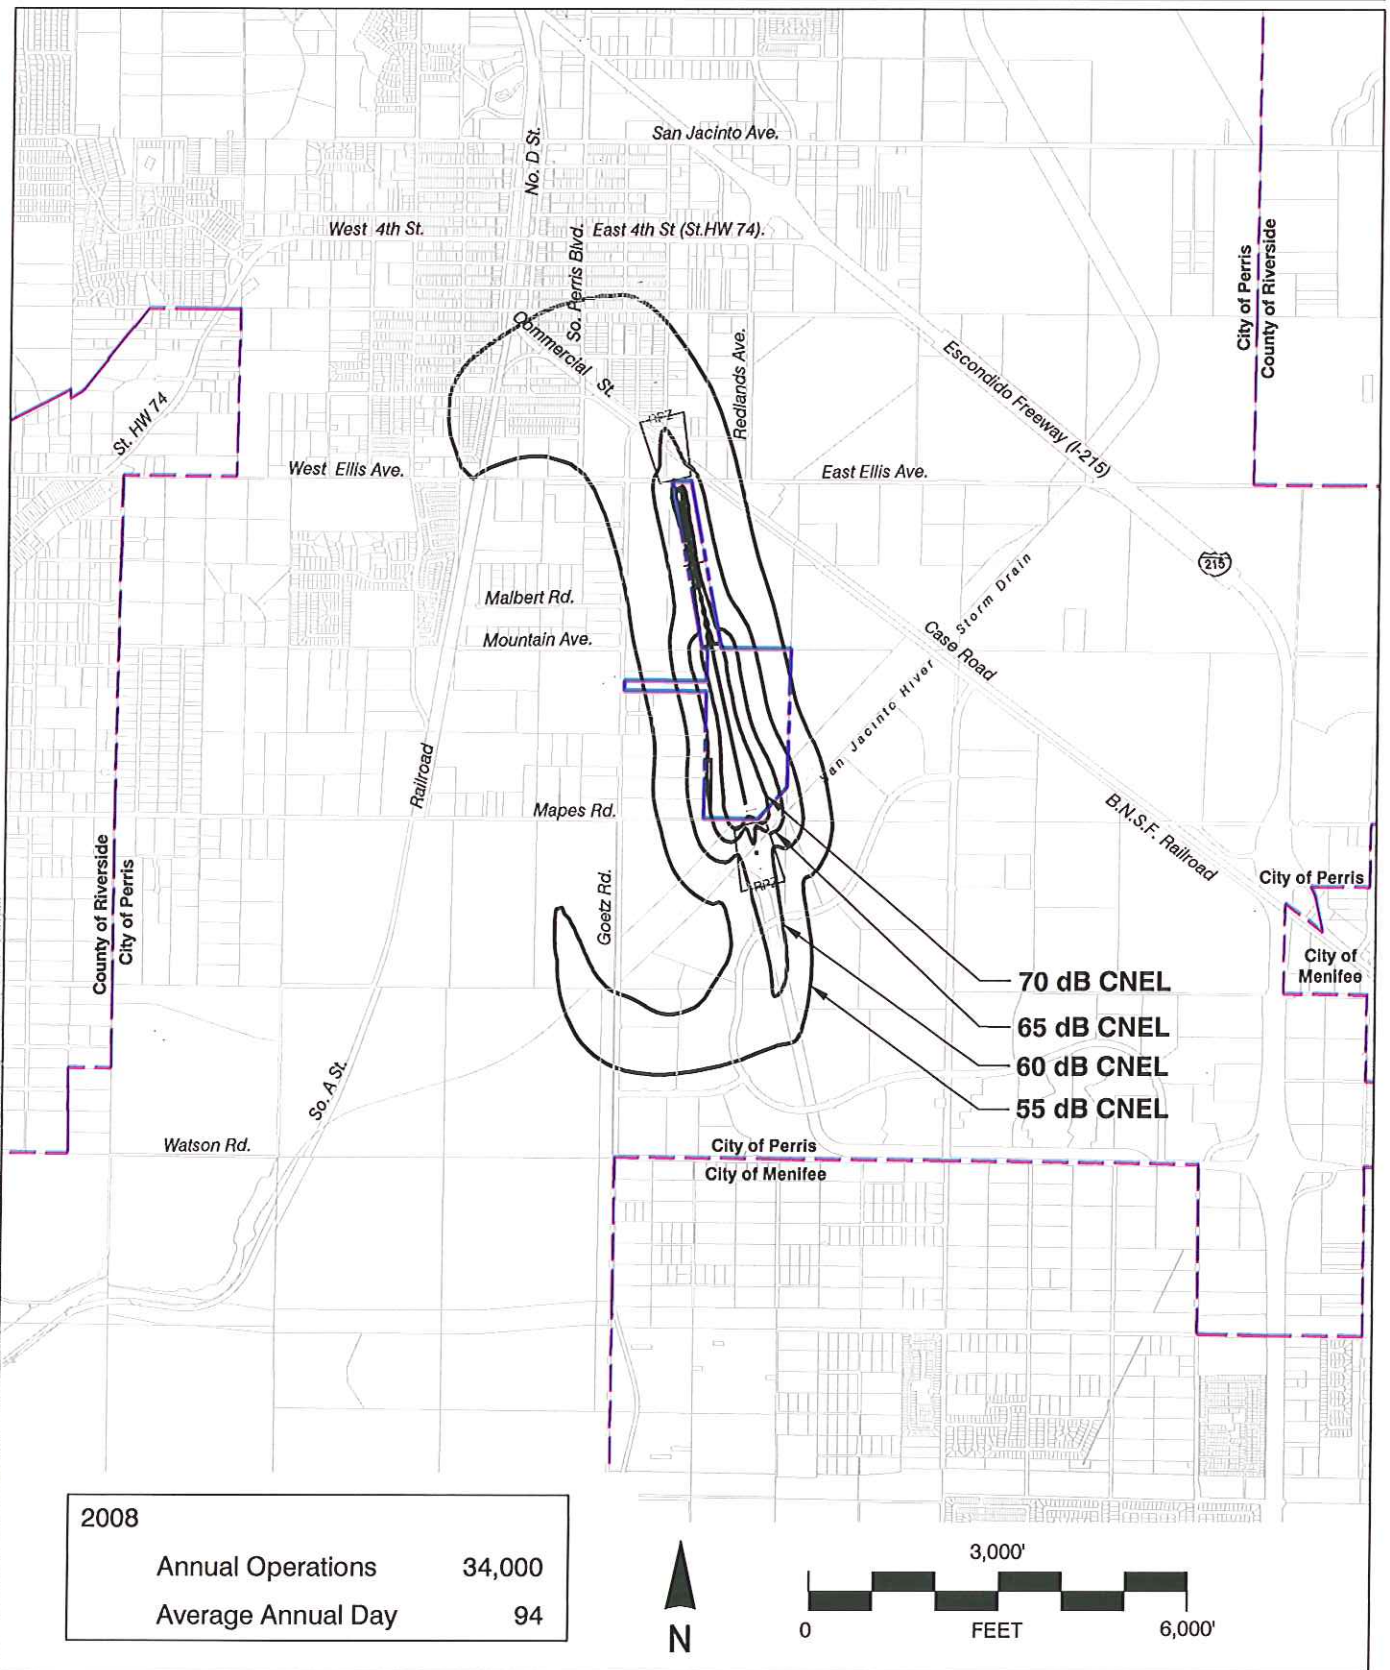 San Jacinto Ave.
No. D St.
West 4th St.
East 4th St (St.HW 74).
So. Perris Blvd.
City of Perris
County of Riverside
Commercial St.
Redlands Ave.
Escondido Freeway (I-215)
St. HW 74
RPZ
West Ellis Ave.
East Ellis Ave.
215
Malbert Rd.
Mountain Ave.
Storm Drain
Case Road
San Jacinto River
Railroad
Mapes Rd.
B.N.S.F. Railroad
County of Riverside
City of Perris
Goetz Rd.
RPZ
City of Perris
City of
Menifee
70 dB CNEL
65 dB CNEL
60 dB CNEL
55 dB CNEL
So. A St.
Watson Rd.
City of Perris
City of Menifee
2008
Annual Operations 34,000
Average Annual Day 94
N
3,000'
0 FEET 6,000'